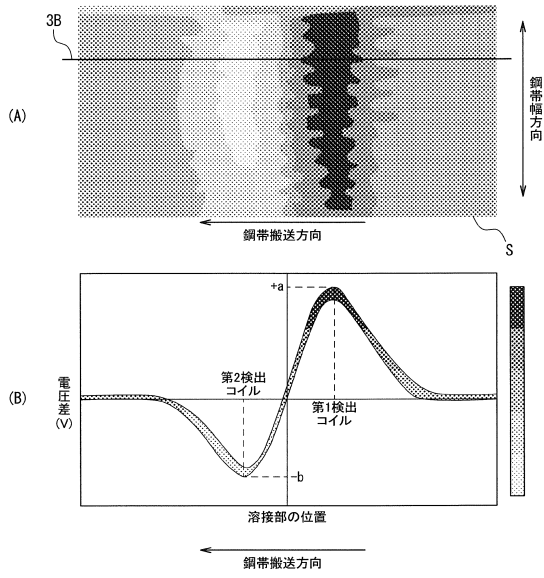 3B
(A)
鋼帯幅方向
鋼帯搬送方向
S
(B)
電圧差
(V)
+a
第2検出
コイル
第1検出
コイル
-b
溶接部の位置
鋼帯搬送方向